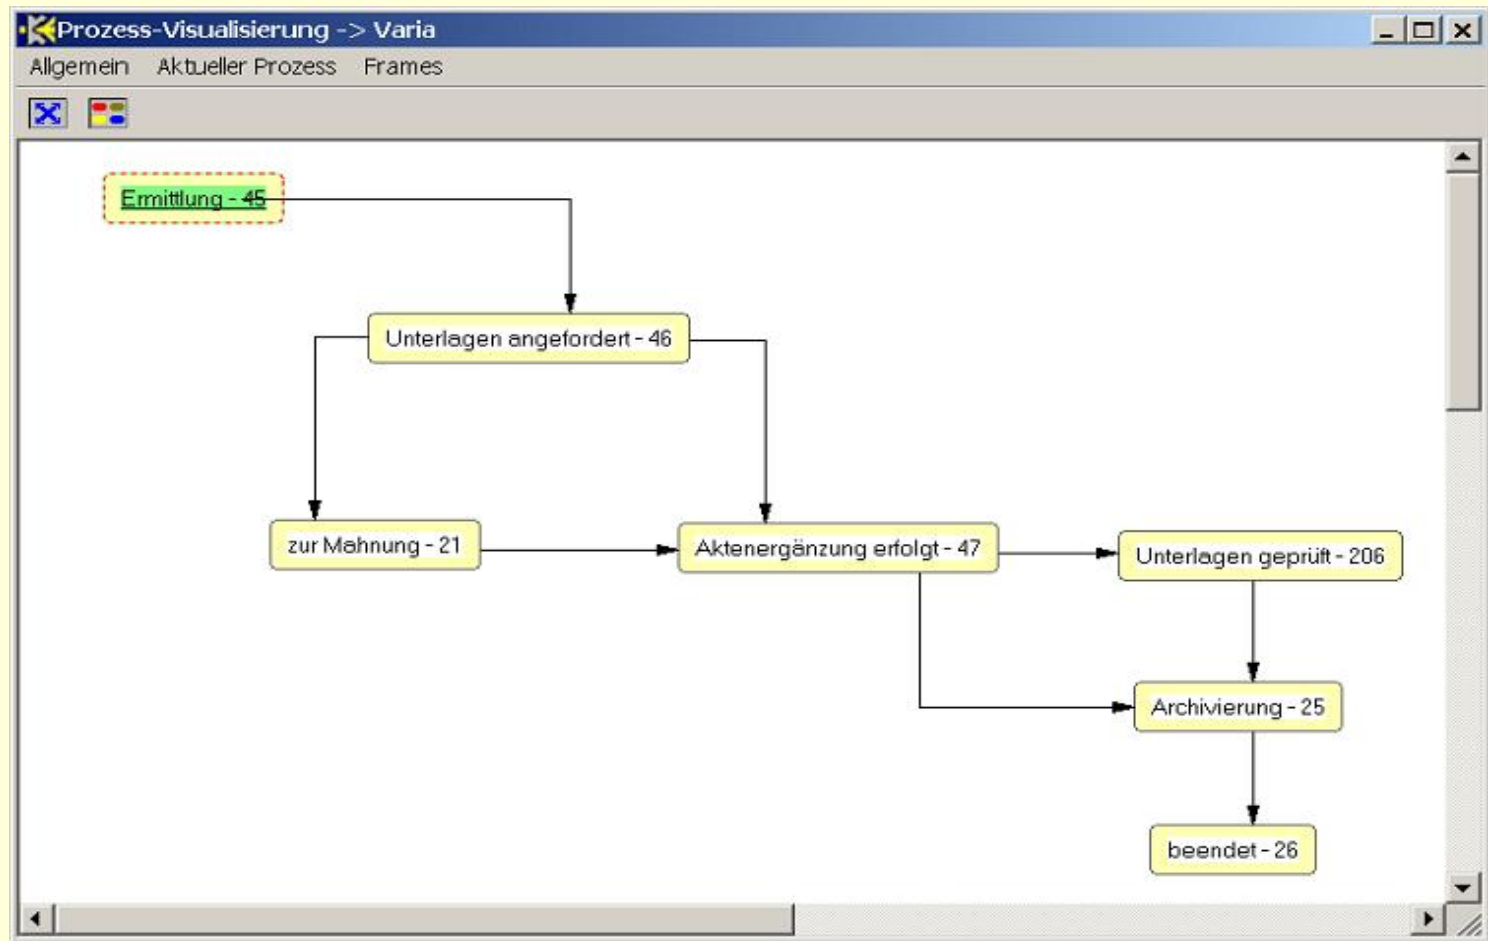 Prozess-Visualisierung -> Varia
Allgemein Aktueller Prozess Frames
Ermittlung - 45
Unterlagen angefordert - 46
zur Mahnung - 21
Aktenergänzung erfolgt - 47
Unterlagen geprüft - 206
Archivierung - 25
beendet - 26